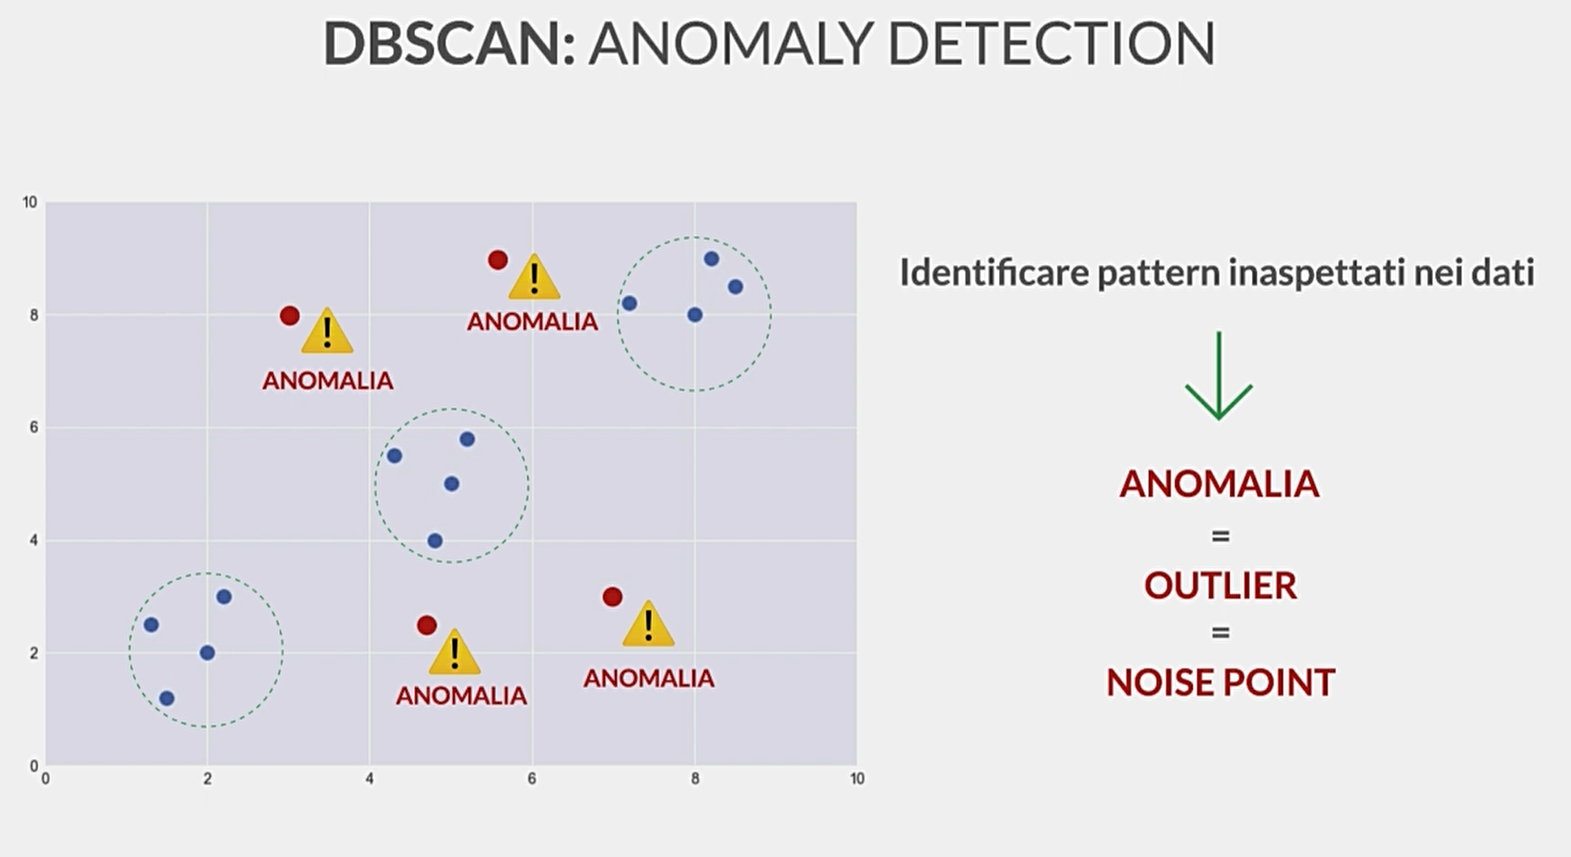 DBSCAN: ANOMALY DETECTION
10
8
6
4
2
0
0 2 4 6 8 10
ANOMALIA
ANOMALIA
ANOMALIA
ANOMALIA
Identificare pattern inaspettati nei dati
ANOMALIA
=
OUTLIER
=
NOISE POINT